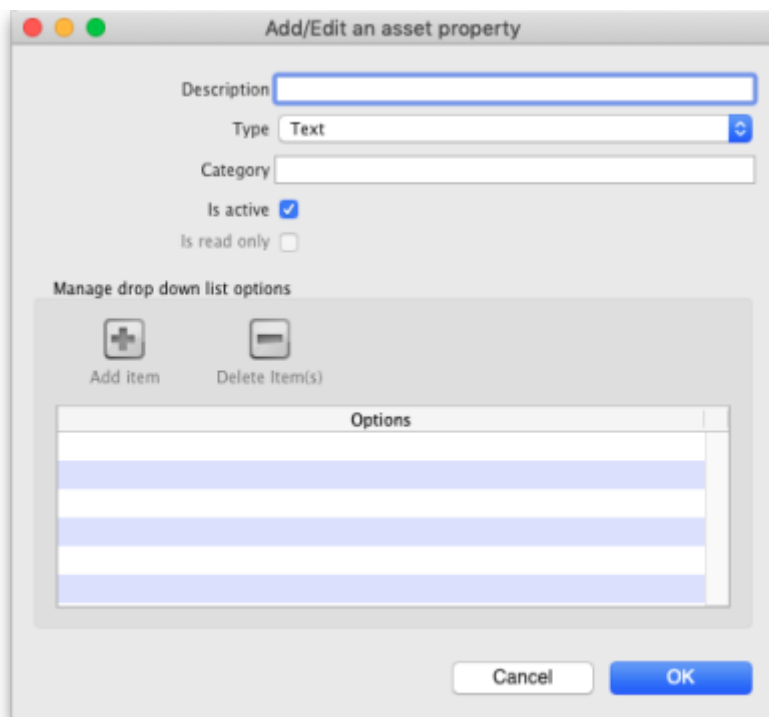 Add/Edit an asset property
Description
Type Text
Category
Is active
Is read only
Manage drop down list options
Add item Delete Item(s)
Options
Cancel OK